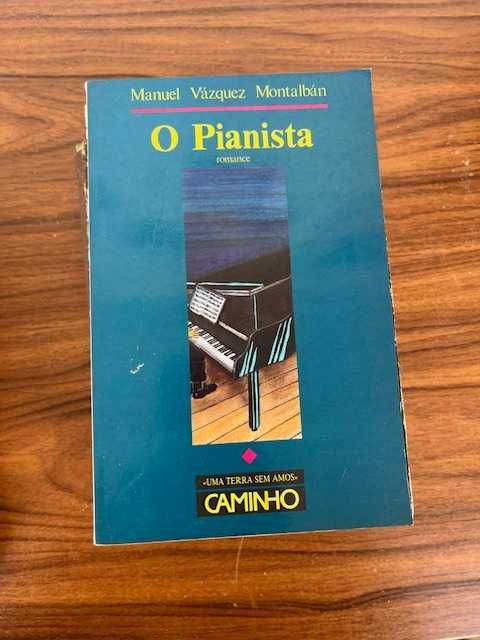 Manuel Vázquez Montalbán
O Pianista
romance
«UMA TERRA SEM AMOS»
CAMINHO